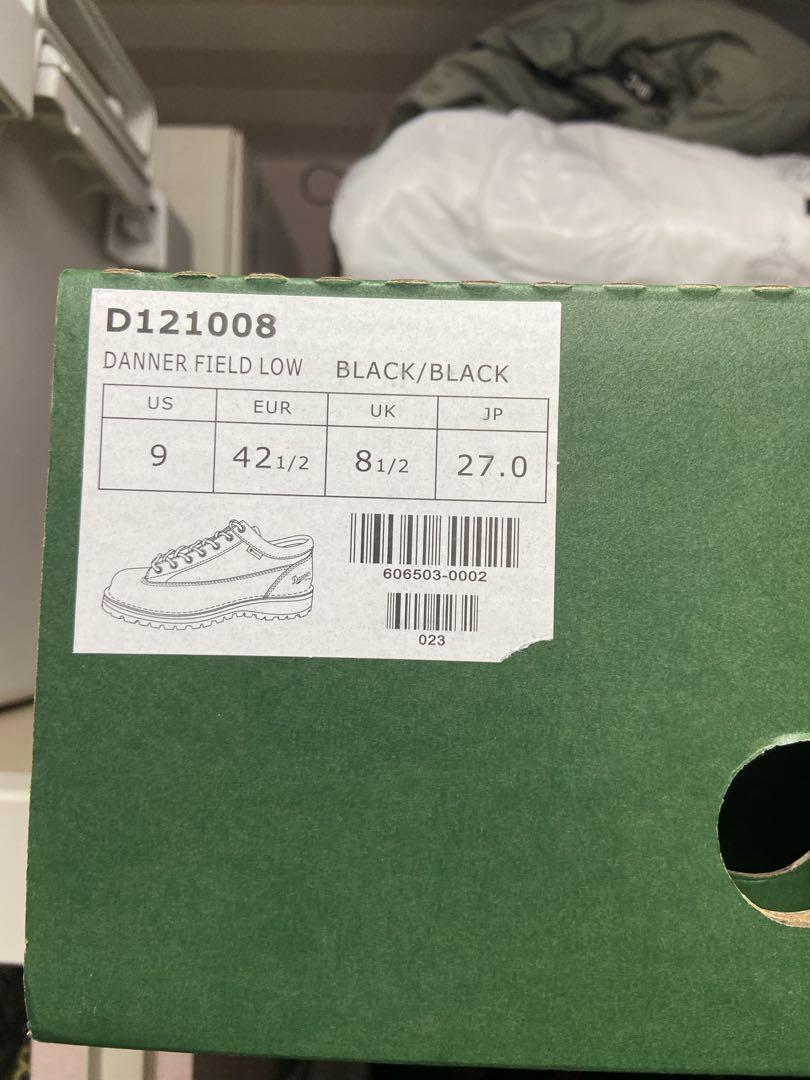 D121008
DANNER FIELD LOW BLACK/BLACK
US EUR UK JP
9 42 1/2 8 1/2 27.0
Danner
606503-0002
023